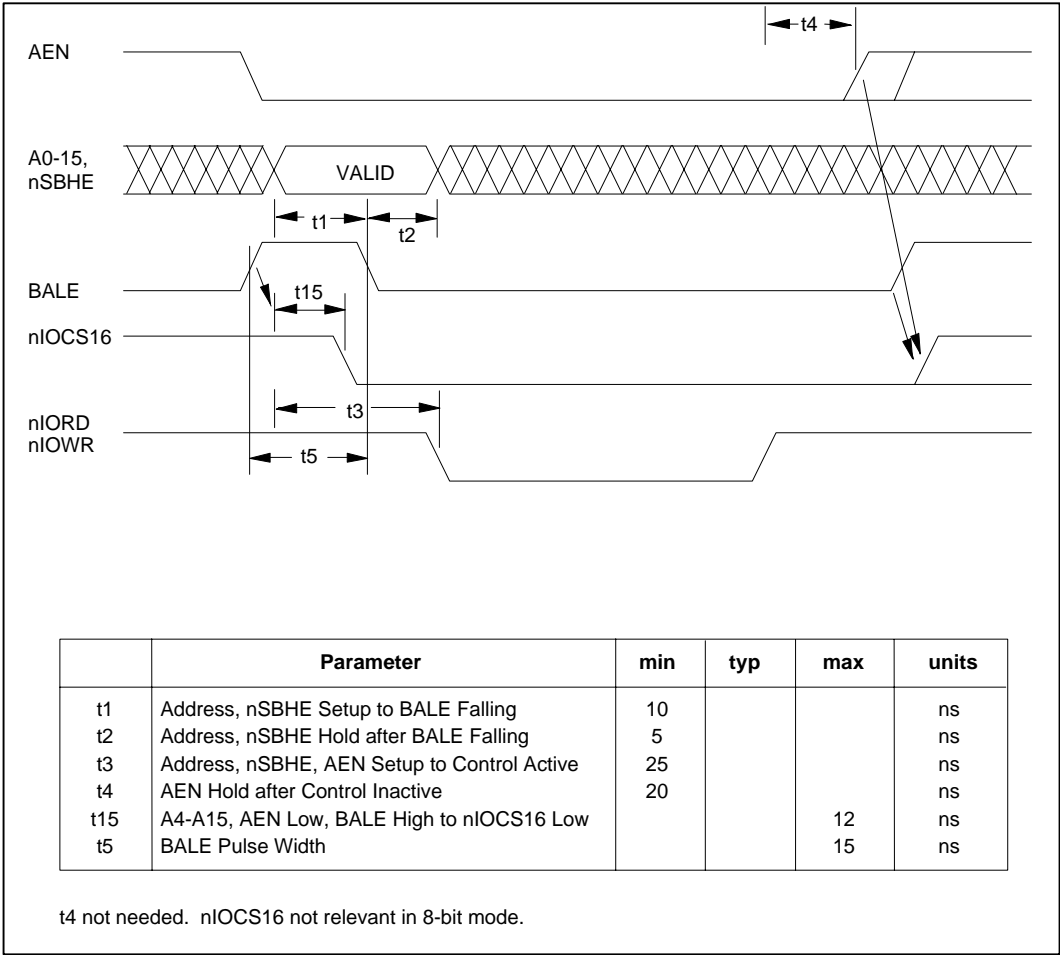 t4
AEN
A0-15,
nSBHE
VALID
t1
t2
BALE
t15
nIOCS16
t3
nIORD
nIOWR
t5
Parameter min typ max units
t1 Address, nSBHE Setup to BALE Falling 10 ns
t2 Address, nSBHE Hold after BALE Falling 5 ns
t3 Address, nSBHE, AEN Setup to Control Active 25 ns
t4 AEN Hold after Control Inactive 20 ns
t15 A4-A15, AEN Low, BALE High to nIOCS16 Low 12 ns
t5 BALE Pulse Width 15 ns
t4 not needed. nIOCS16 not relevant in 8-bit mode.